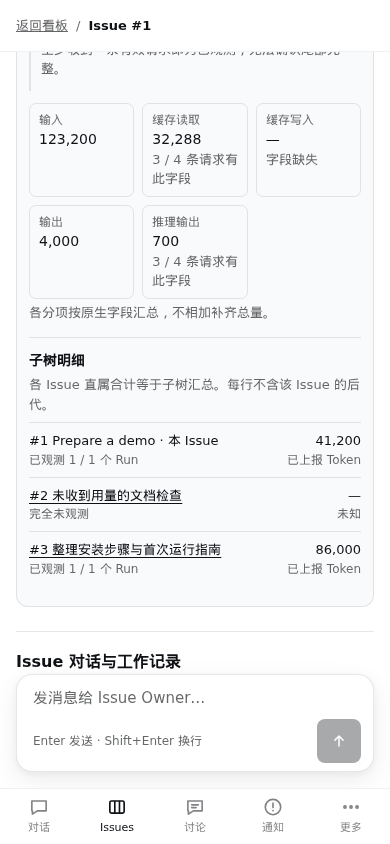 返回看板 / Issue #1
整。
输入
123,200
缓存读取
32,288
3 / 4 条请求有
此字段
缓存写入
—
字段缺失
输出
4,000
推理输出
700
3 / 4 条请求有
此字段
各分项按原生字段汇总，不相加补齐总量。
子树明细
各 Issue 直属合计等于子树汇总。每行不含该 Issue 的后
代。
#1 Prepare a demo · 本 Issue 41,200
已观测 1 / 1 个 Run 已上报 Token
#2 未收到用量的文档检查 —
完全未观测 未知
#3 整理安装步骤与首次运行指南 86,000
已观测 1 / 1 个 Run 已上报 Token
Issue 对话与工作记录
发消息给 Issue Owner…
Enter 发送 · Shift+Enter 换行
对话 Issues 讨论 通知 更多